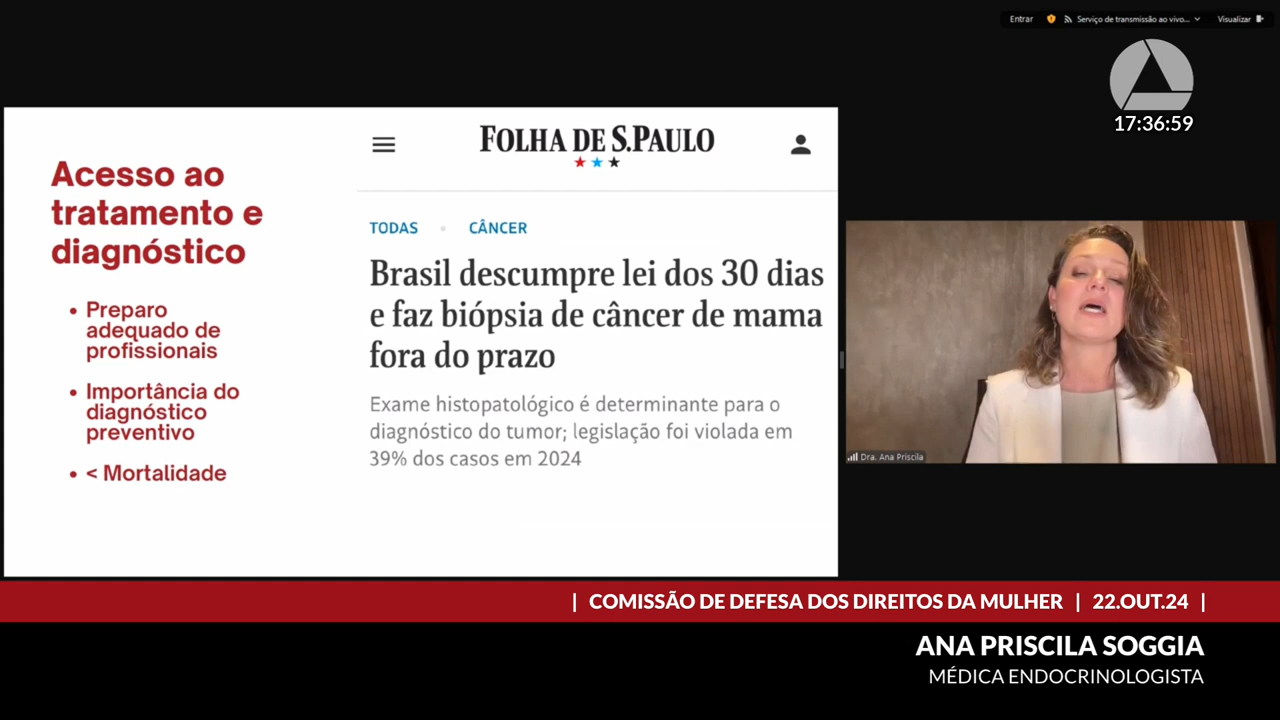 Entrar
Serviço de transmissão ao vivo...
Visualizar
17:36:59
Acesso ao
tratamento e
diagnóstico
• Preparo
adequado de
profissionais
• Importância do
diagnóstico
preventivo
• < Mortalidade
FOLHA DE S.PAULO
TODAS • CÂNCER
Brasil descumpre lei dos 30 dias
e faz biópsia de câncer de mama
fora do prazo
Exame histopatológico é determinante para o
diagnóstico do tumor; legislação foi violada em
39% dos casos em 2024
Dra. Ana Priscila
| COMISSÃO DE DEFESA DOS DIREITOS DA MULHER | 22.OUT.24 |
ANA PRISCILA SOGGIA
MÉDICA ENDOCRINOLOGISTA